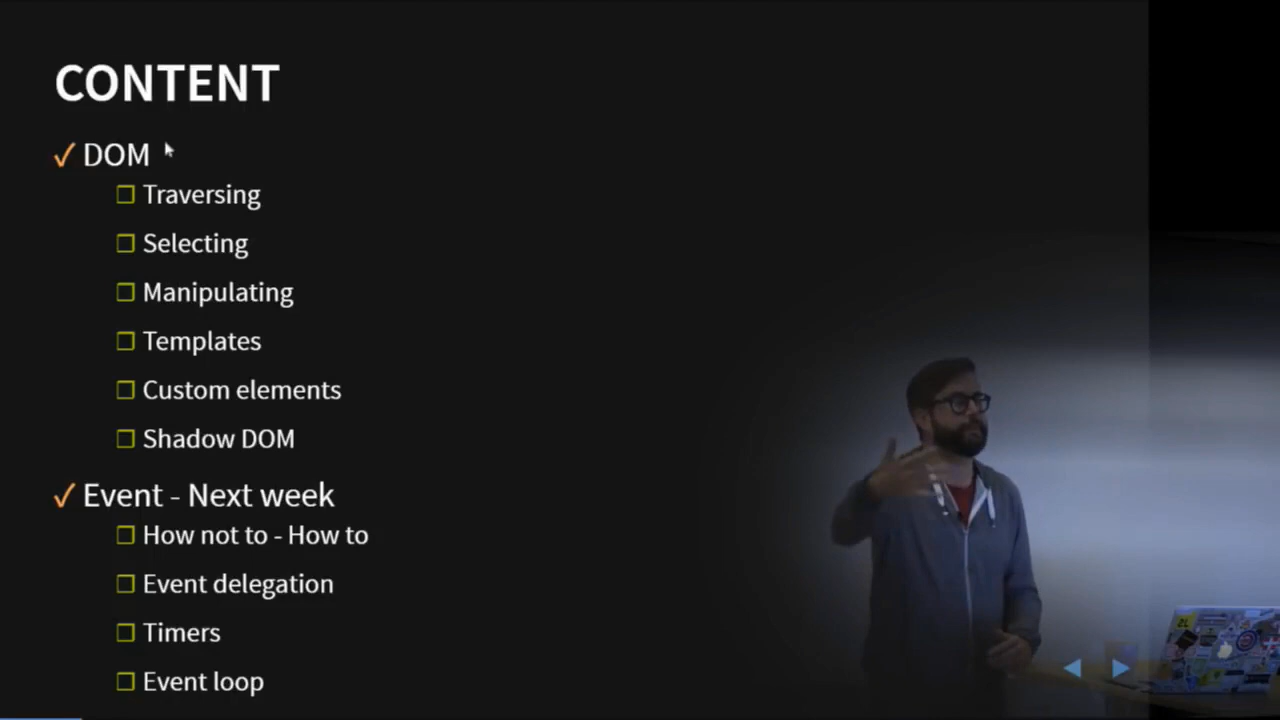 CONTENT
✓ DOM
❒ Traversing
❒ Selecting
❒ Manipulating
❒ Templates
❒ Custom elements
❒ Shadow DOM
✓ Event - Next week
❒ How not to - How to
❒ Event delegation
❒ Timers
❒ Event loop